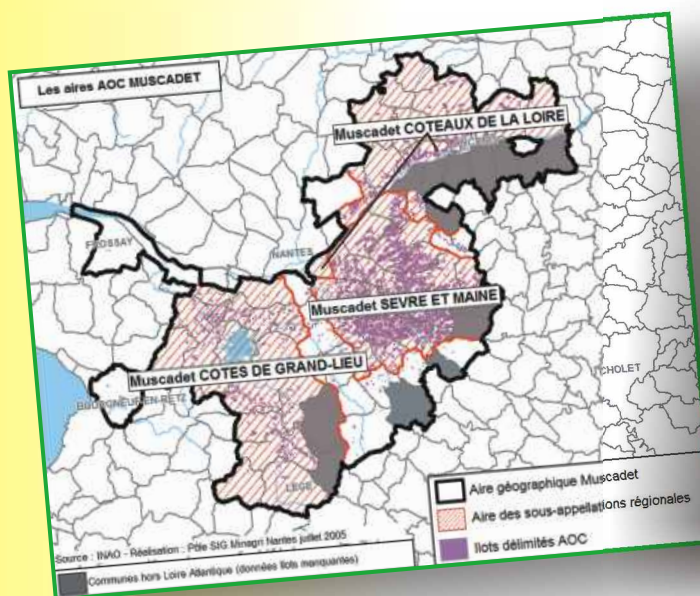 Les aires AOC MUSCADET
Muscadet COTEAUX DE LA LOIRE
FROSSAY
NANTES
Muscadet SEVRE ET MAINE
Muscadet COTES DE GRAND-LIEU
CHOLET
BOURGNEUF-EN-RETZ
LEGE
Aire géographique Muscadet
Aire des sous-appellations régionales
Ilots délimités AOC
Source : INAO - Réalisation : Pôle SIG Minagri Nantes juillet 2005
Communes hors Loire Atlantique (données îlots manquantes)